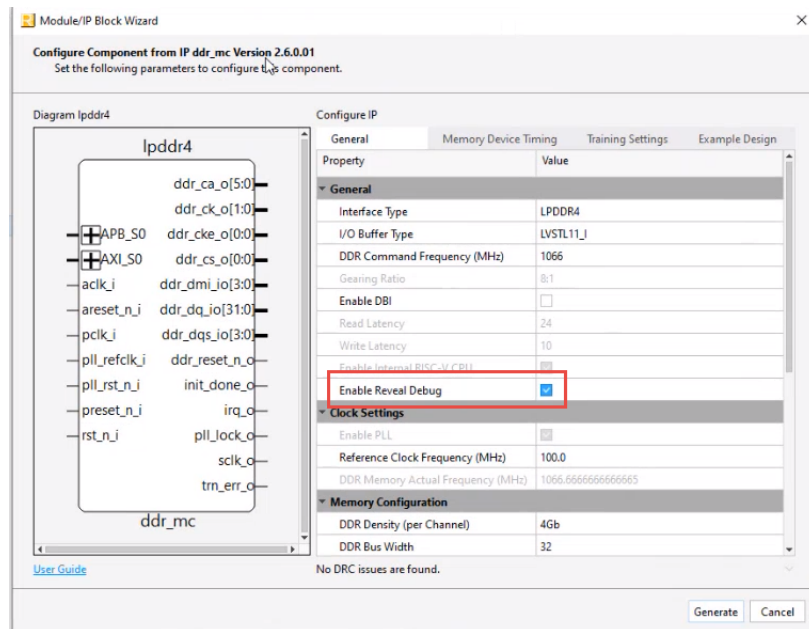 Module/IP Block Wizard
Configure Component from IP ddr_mc Version 2.6.0.01
Set the following parameters to configure this component.
Diagram lpddr4
Configure IP
lpddr4
ddr_ca_o[5:0]
ddr_ck_o[1:0]
APB_S0 ddr_cke_o[0:0]
AXI_S0 ddr_cs_o[0:0]
aclk_i ddr_dmi_io[3:0]
areset_n_i ddr_dq_io[31:0]
pclk_i ddr_dqs_io[3:0]
pll_refclk_i ddr_reset_n_o
pll_rst_n_i init_done_o
preset_n_i irq_o
rst_n_i pll_lock_o
sclk_o
trn_err_o
ddr_mc
General Memory Device Timing Training Settings Example Design
Property Value
General
Interface Type LPDDR4
I/O Buffer Type LVSTL11_I
DDR Command Frequency (MHz) 1066
Gearing Ratio 8:1
Enable DBI
Read Latency 24
Write Latency 10
Enable Internal RISC-V CPU
Enable Reveal Debug
Clock Settings
Enable PLL
Reference Clock Frequency (MHz) 100.0
DDR Memory Actual Frequency (MHz) 1066.6666666666665
Memory Configuration
DDR Density (per Channel) 4Gb
DDR Bus Width 32
User Guide
No DRC issues are found.
Generate Cancel